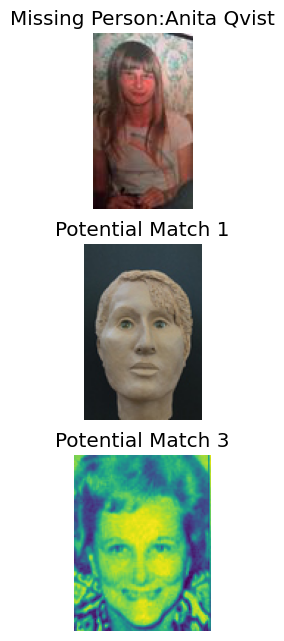 Missing Person:Anita Qvist
Potential Match 1
Potential Match 3